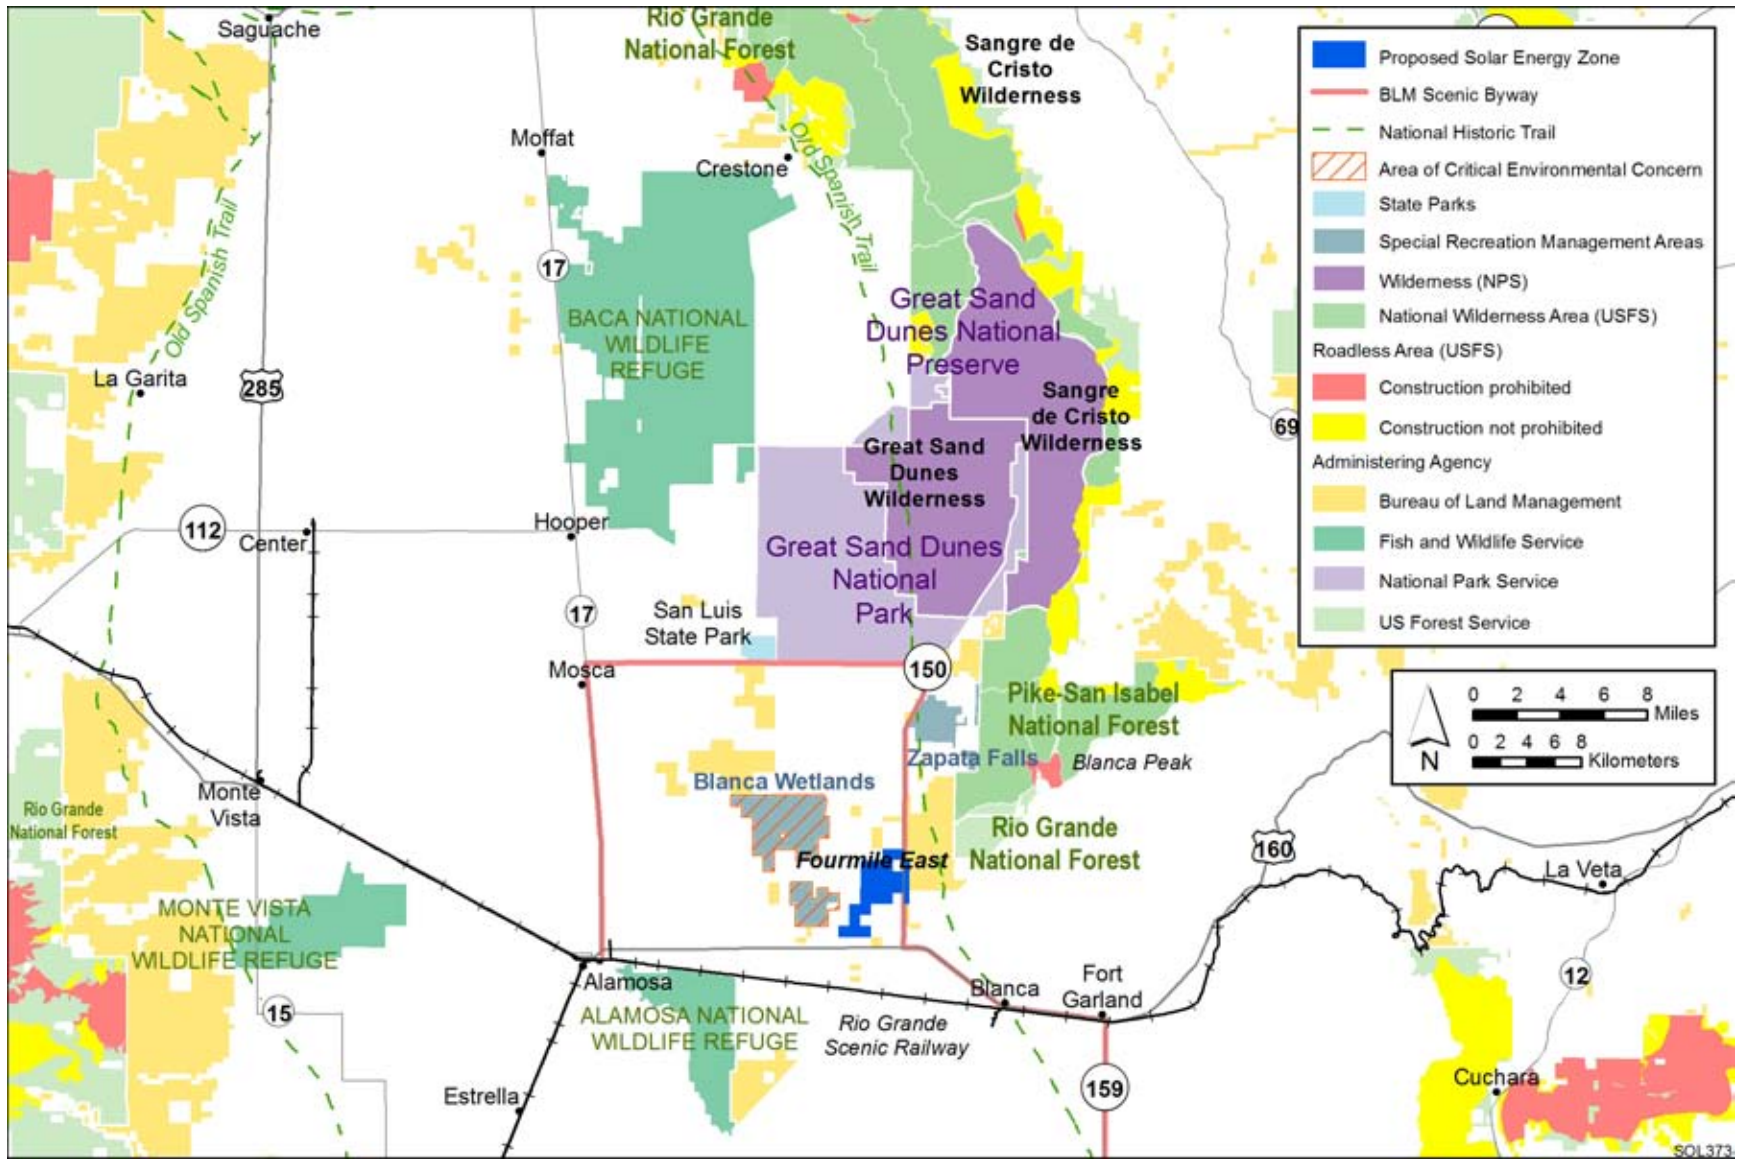 Saguache
Rio Grande
National Forest
Sangre de
Cristo
Wilderness
Moffat
Crestone
Old Spanish Trail
Old Spanish Trail
17
BACA NATIONAL
WILDLIFE
REFUGE
La Garita
285
Great Sand
Dunes National
Preserve
Sangre
de Cristo
Wilderness
Great Sand
Dunes
Wilderness
69
112
Center
Hooper
Great Sand Dunes
National
Park
17
San Luis
State Park
Mosca
150
Pike-San Isabel
National Forest
Zapata Falls
Blanca Peak
Blanca Wetlands
Monte
Vista
Rio Grande
National Forest
Rio Grande
National Forest
Fourmile East
160
La Veta
MONTE VISTA
NATIONAL
WILDLIFE REFUGE
Alamosa
15
ALAMOSA NATIONAL
WILDLIFE REFUGE
Rio Grande
Scenic Railway
Blanca
Fort
Garland
12
Estrella
159
Cuchara
Proposed Solar Energy Zone
BLM Scenic Byway
National Historic Trail
Area of Critical Environmental Concern
State Parks
Special Recreation Management Areas
Wilderness (NPS)
National Wilderness Area (USFS)
Roadless Area (USFS)
Construction prohibited
Construction not prohibited
Administering Agency
Bureau of Land Management
Fish and Wildlife Service
National Park Service
US Forest Service
N
0 2 4 6 8
Miles
0 2 4 6 8
Kilometers
SOL373